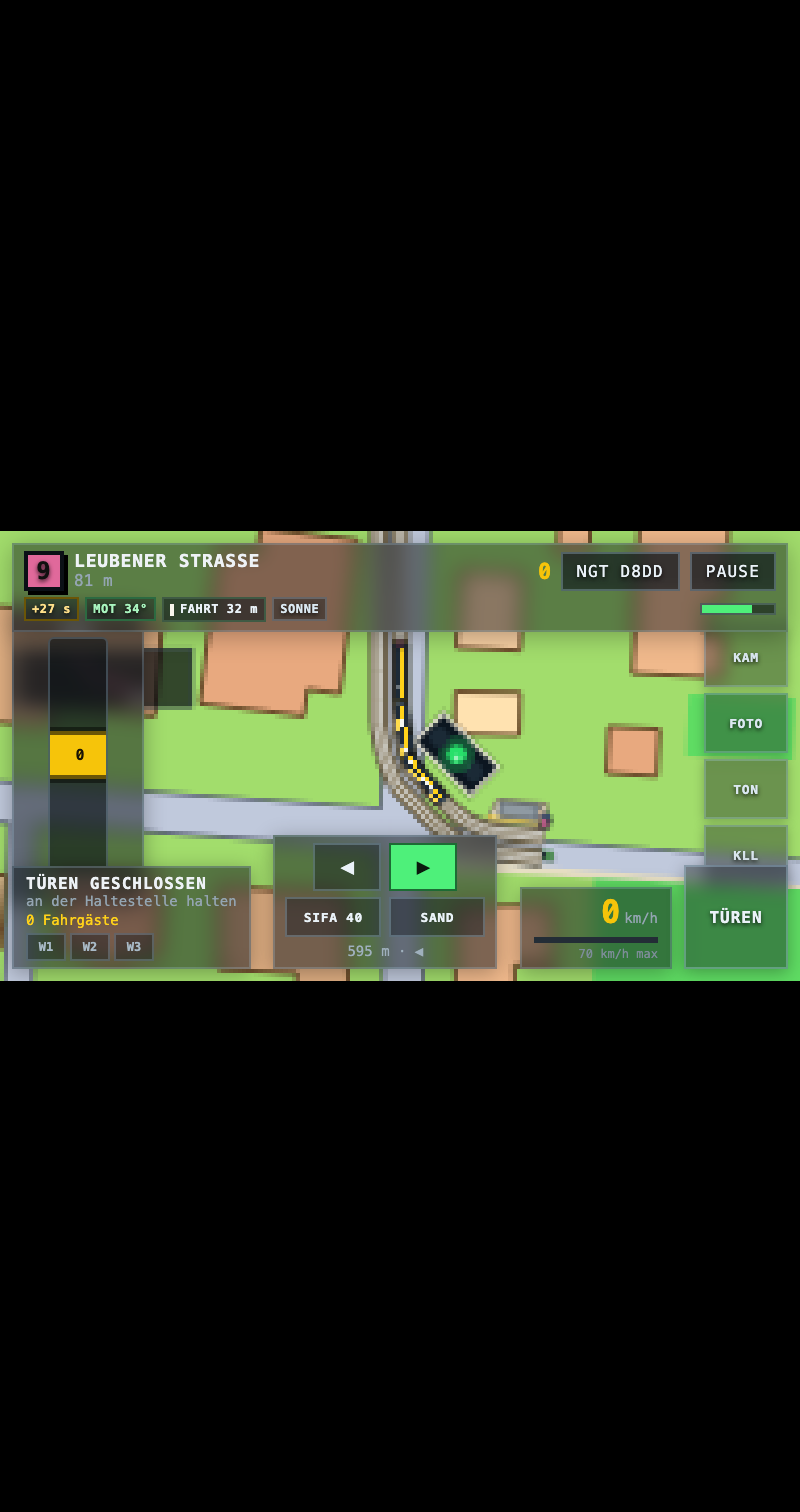 9 LEUBENER STRASSE
81 m
+27 s MOT 34° FAHRT 32 m SONNE
0 NGT D8DD PAUSE
KAM
FOTO
TON
KLL
0
TÜREN GESCHLOSSEN
an der Haltestelle halten
0 Fahrgäste
W1 W2 W3
◀ ▶
SIFA 40 SAND
595 m · ◀
0 km/h
70 km/h max
TÜREN